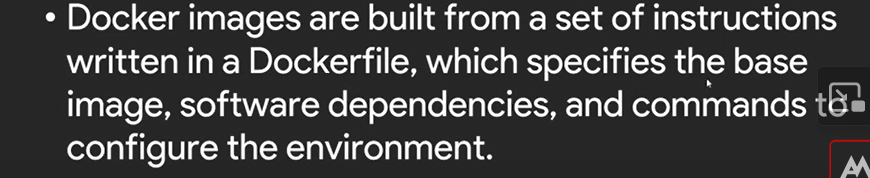 • Docker images are built from a set of instructions
written in a Dockerfile, which specifies the base
image, software dependencies, and commands to
configure the environment.